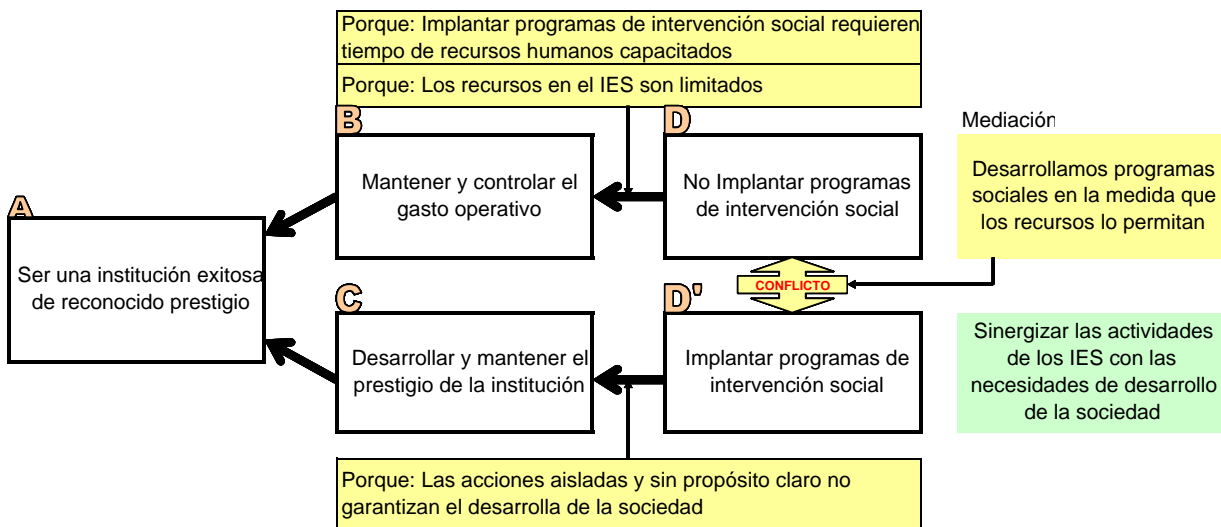 Porque: Implantar programas de intervención social requieren
tiempo de recursos humanos capacitados
Porque: Los recursos en el IES son limitados
B
D
Mediación
Mantener y controlar el
gasto operativo
No Implantar programas
de intervención social
Desarrollamos programas
sociales en la medida que
los recursos lo permitan
A
Ser una institución exitosa
de reconocido prestigio
CONFLICTO
C
D'
Desarrollar y mantener el
prestigio de la institución
Implantar programas de
intervención social
Sinergizar las actividades
de los IES con las
necesidades de desarrollo
de la sociedad
Porque: Las acciones aisladas y sin propósito claro no
garantizan el desarrolla de la sociedad